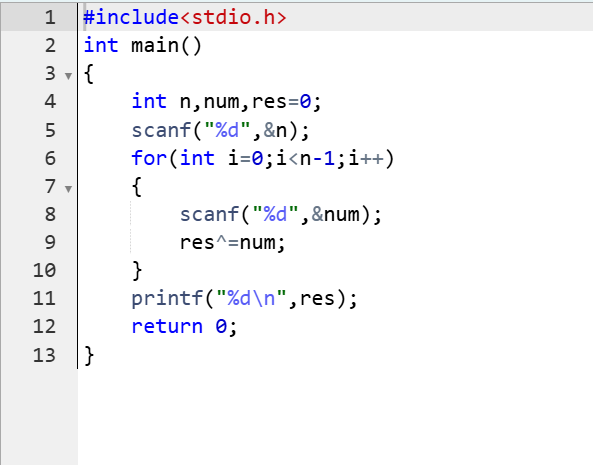 1 #include<stdio.h>
2 int main()
3 {
4     int n,num,res=0;
5     scanf("%d",&n);
6     for(int i=0;i<n-1;i++)
7     {
8         scanf("%d",&num);
9         res^=num;
10     }
11     printf("%d\n",res);
12     return 0;
13 }